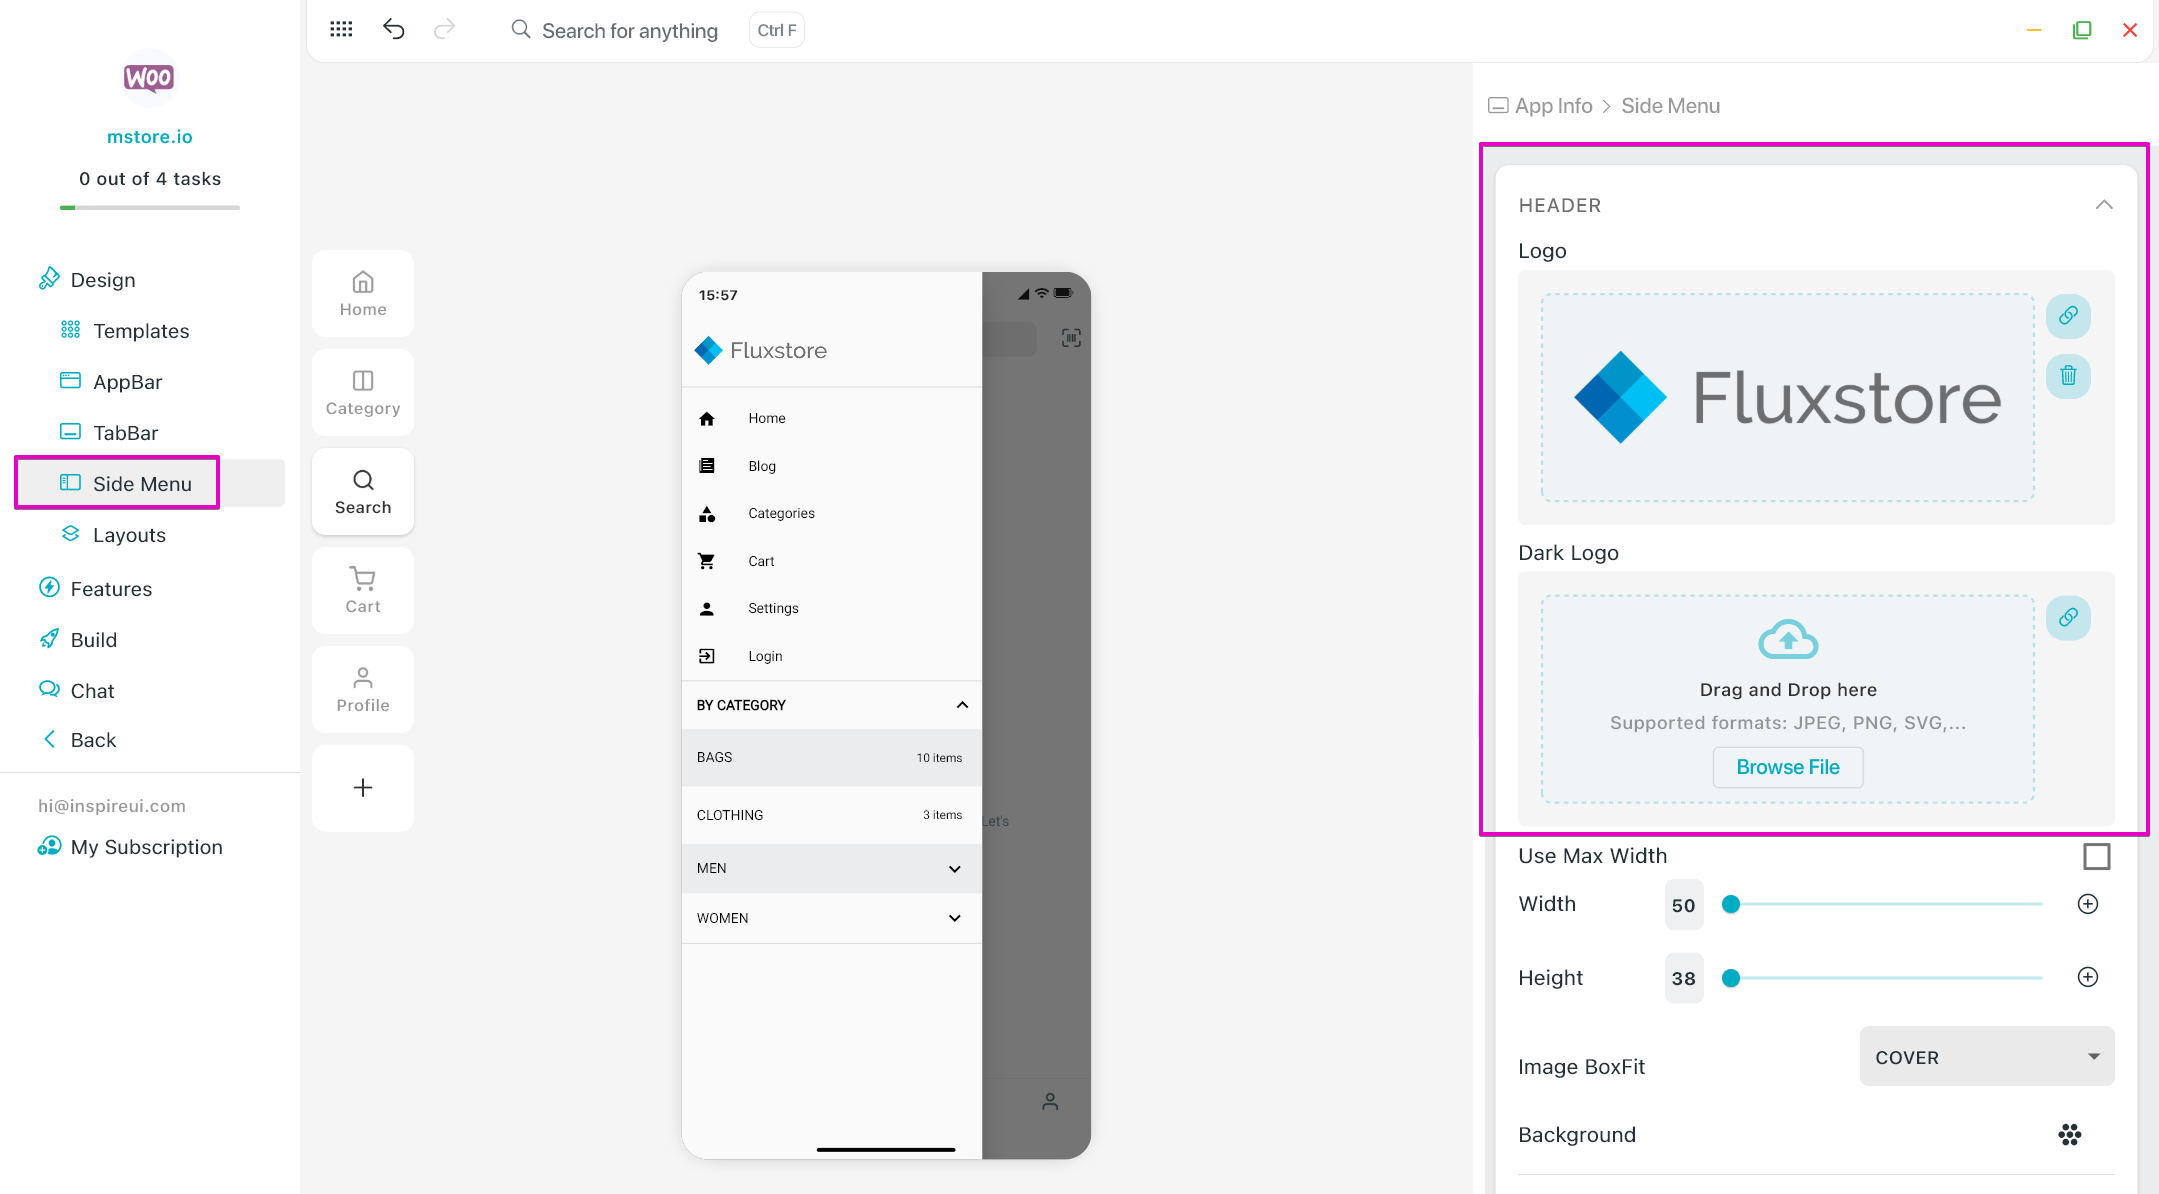 Search for anything
Ctrl F
WOO
mstore.io
0 out of 4 tasks
Design
Templates
AppBar
TabBar
Side Menu
Layouts
Features
Build
Chat
Back
hi@inspireui.com
My Subscription
Home
Category
Search
Cart
Profile
15:57
Fluxstore
Home
Blog
Categories
Cart
Settings
Login
BY CATEGORY
BAGS 10 items
CLOTHING 3 items
MEN
WOMEN
Let's
App Info > Side Menu
HEADER
Logo
Fluxstore
Dark Logo
Drag and Drop here
Supported formats: JPEG, PNG, SVG,...
Browse File
Use Max Width
Width 50
Height 38
Image BoxFit COVER
Background